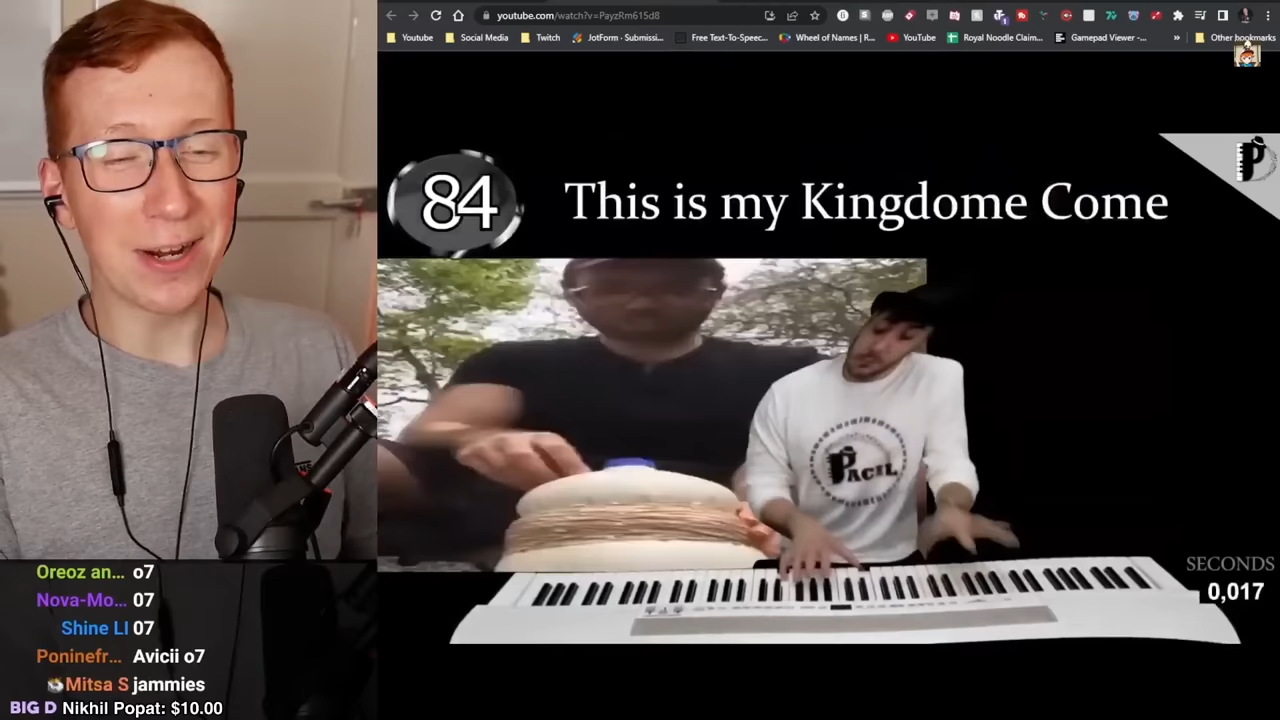 youtube.com/watch?v=PayzRm615d8
Youtube Social Media Twitch JotForm - Submissi... Free Text-To-Speec... Wheel of Names | R... YouTube Royal Noodle Claim... Gamepad Viewer -... » Other bookmarks
84 This is my Kingdome Come
P
PACIL
SECONDS
0,017
Oreoz an... o7
Nova-Mo... 07
Shine LI 07
Poninefr... Avicii o7
Mitsa S jammies
BIG D Nikhil Popat: $10.00